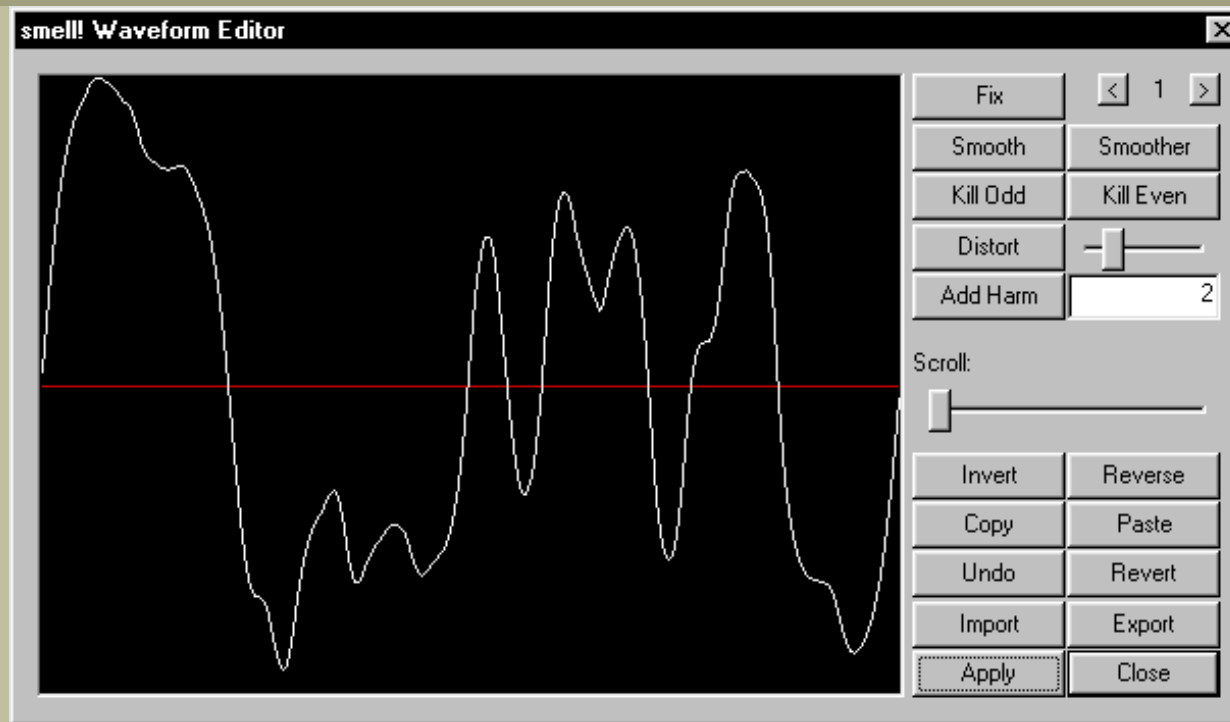 smell! Waveform Editor
Fix < 1 >
Smooth Smoother
Kill Odd Kill Even
Distort
Add Harm 2
Scroll:
Invert Reverse
Copy Paste
Undo Revert
Import Export
Apply Close